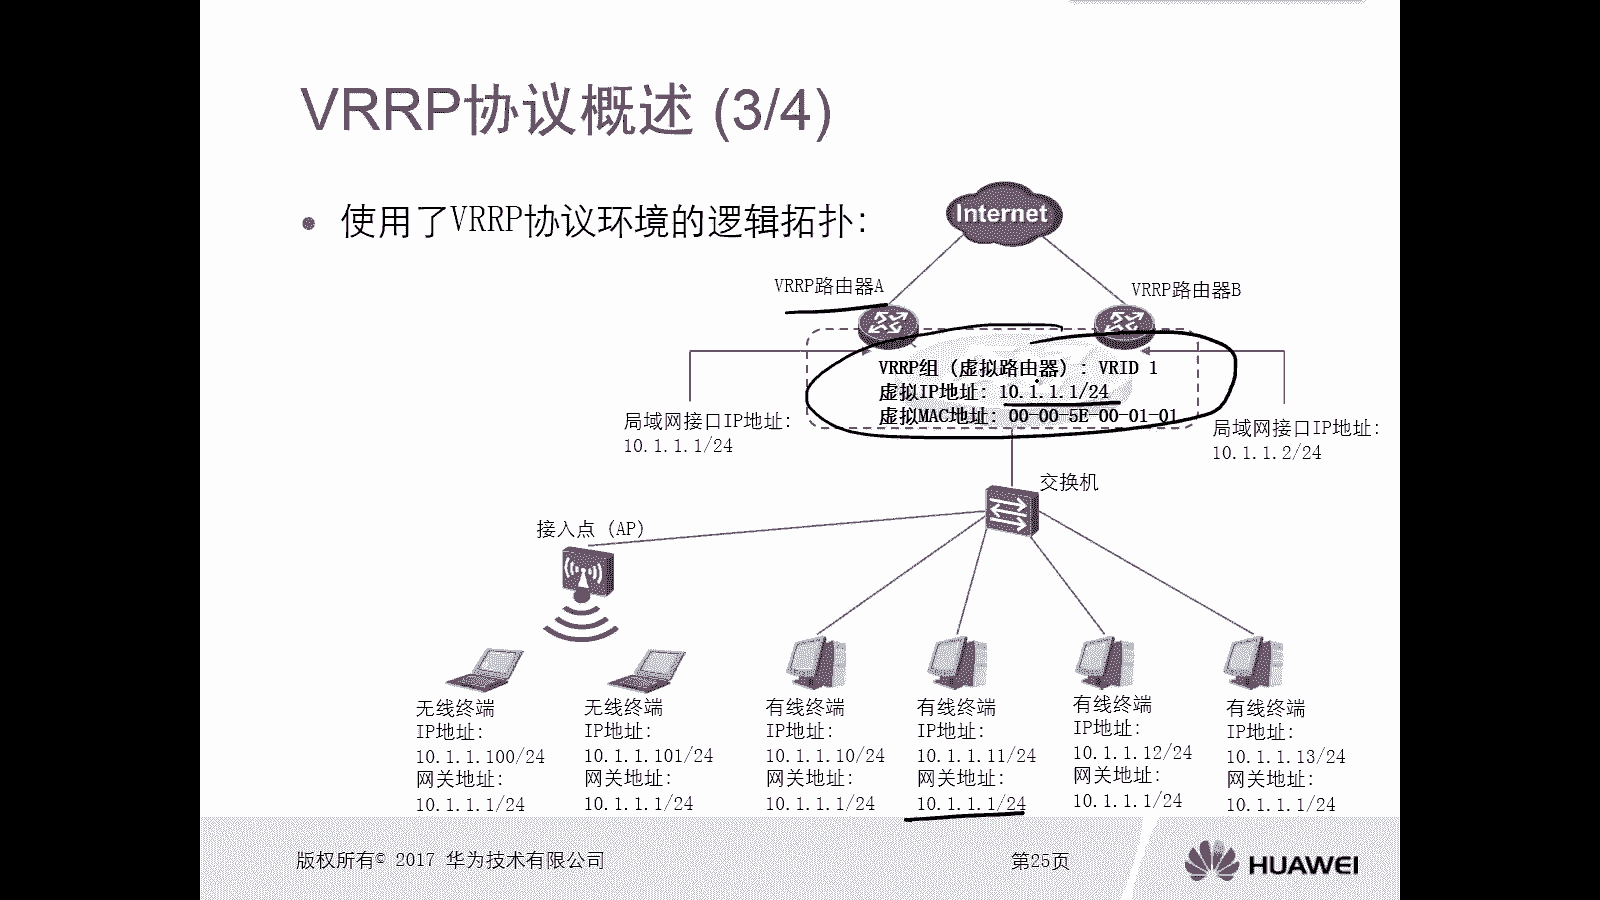 VRRP协议概述 (3/4)
使用了VRRP协议环境的逻辑拓扑：
Internet
VRRP路由器A
VRRP路由器B
VRRP组（虚拟路由器）：VRID 1
虚拟IP地址：10.1.1.1/24
虚拟MAC地址：00-00-5E-00-01-01
局域网接口IP地址：
10.1.1.1/24
局域网接口IP地址：
10.1.1.2/24
交换机
接入点（AP）
无线终端
IP地址：
10.1.1.100/24
网关地址：
10.1.1.1/24
无线终端
IP地址：
10.1.1.101/24
网关地址：
10.1.1.1/24
有线终端
IP地址：
10.1.1.10/24
网关地址：
10.1.1.1/24
有线终端
IP地址：
10.1.1.11/24
网关地址：
10.1.1.1/24
有线终端
IP地址：
10.1.1.12/24
网关地址：
10.1.1.1/24
有线终端
IP地址：
10.1.1.13/24
网关地址：
10.1.1.1/24
版权所有© 2017 华为技术有限公司
第25页
HUAWEI